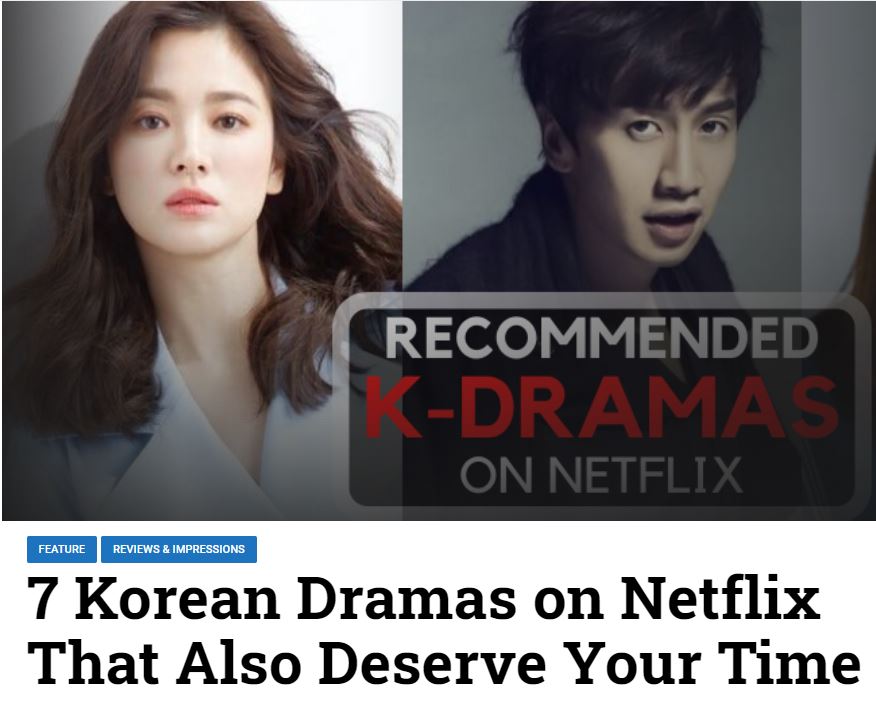 RECOMMENDED
K-DRAMAS
ON NETFLIX
FEATURE
REVIEWS & IMPRESSIONS
7 Korean Dramas on Netflix
That Also Deserve Your Time